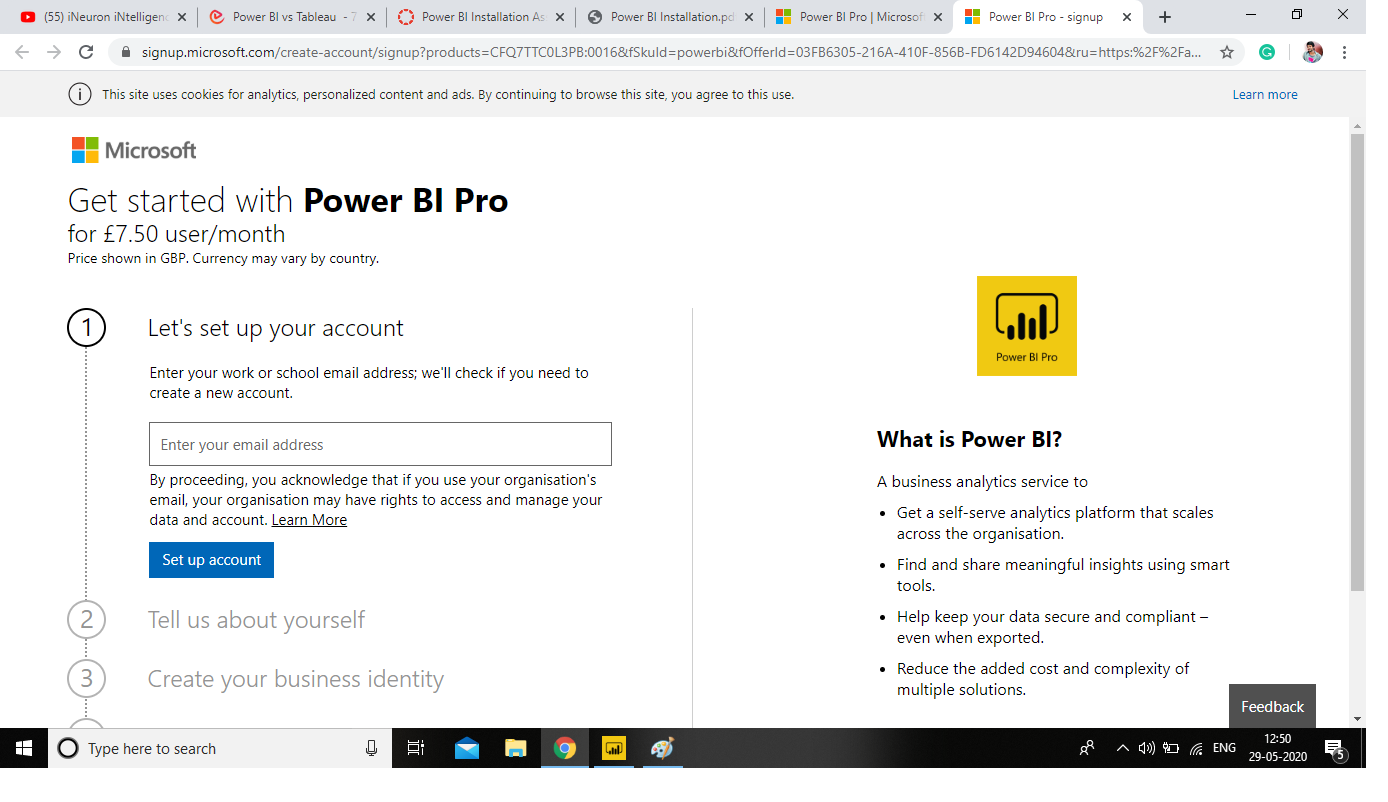 (55) iNeuron iNtelligenc
Power BI vs Tableau - 7
Power BI Installation As
Power BI Installation.pd
Power BI Pro | Microsof
Power BI Pro - signup
signup.microsoft.com/create-account/signup?products=CFQ7TTC0L3PB:0016&fSkuId=powerbi&fOfferId=03FB6305-216A-410F-856B-FD6142D94604&ru=https:%2F%2Fa...
This site uses cookies for analytics, personalized content and ads. By continuing to browse this site, you agree to this use.
Learn more
Microsoft
Get started with Power BI Pro
for £7.50 user/month
Price shown in GBP. Currency may vary by country.
1
Let's set up your account
Enter your work or school email address; we'll check if you need to
create a new account.
Enter your email address
By proceeding, you acknowledge that if you use your organisation's
email, your organisation may have rights to access and manage your
data and account. Learn More
Set up account
2
Tell us about yourself
3
Create your business identity
Power BI Pro
What is Power BI?
A business analytics service to
• Get a self-serve analytics platform that scales
across the organisation.
• Find and share meaningful insights using smart
tools.
• Help keep your data secure and compliant –
even when exported.
• Reduce the added cost and complexity of
multiple solutions.
Feedback
Type here to search
ENG
12:50
29-05-2020
5